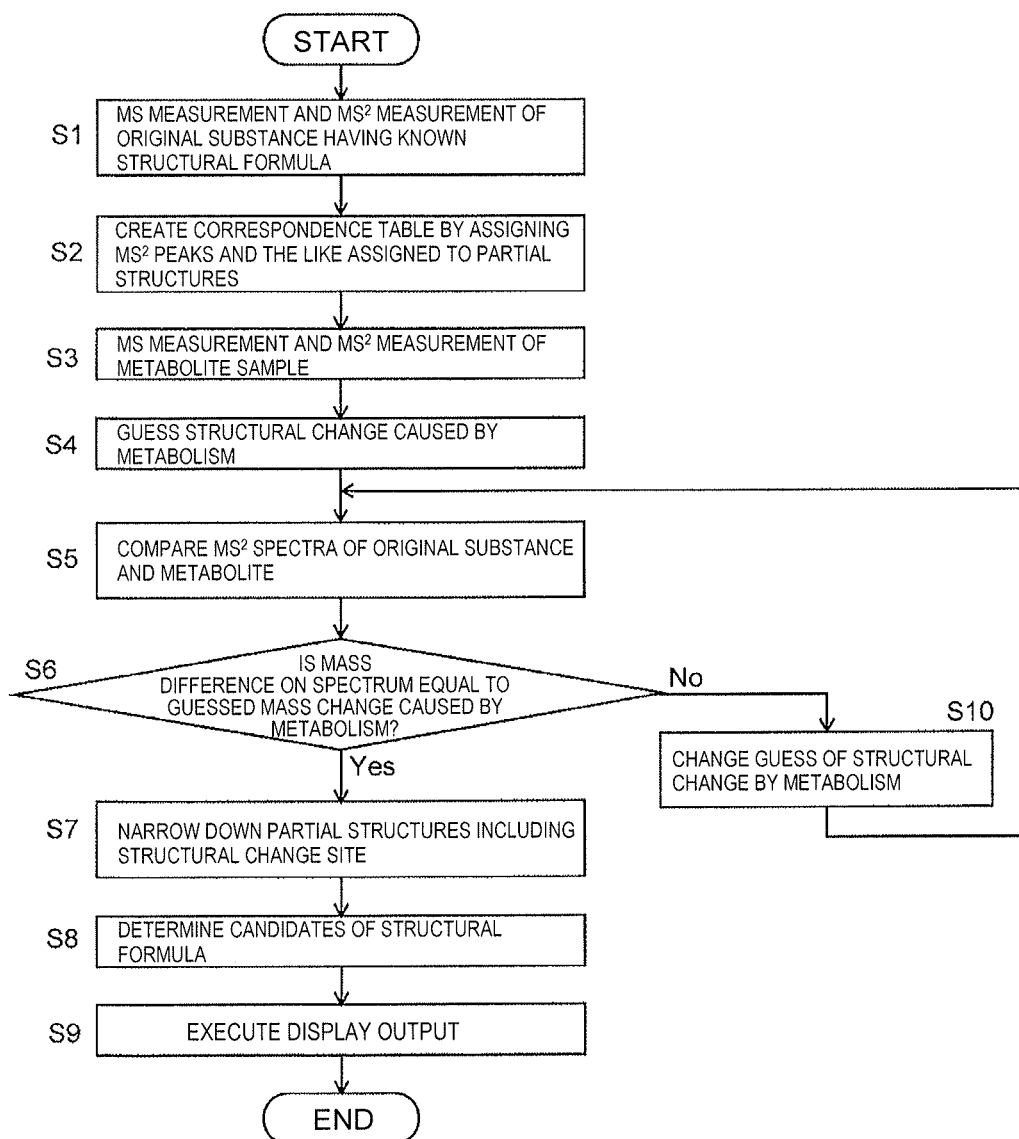 START
S1
MS MEASUREMENT AND MS² MEASUREMENT OF
ORIGINAL SUBSTANCE HAVING KNOWN
STRUCTURAL FORMULA
S2
CREATE CORRESPONDENCE TABLE BY ASSIGNING
MS² PEAKS AND THE LIKE ASSIGNED TO PARTIAL
STRUCTURES
S3
MS MEASUREMENT AND MS² MEASUREMENT OF
METABOLITE SAMPLE
S4
GUESS STRUCTURAL CHANGE CAUSED BY
METABOLISM
S5
COMPARE MS² SPECTRA OF ORIGINAL SUBSTANCE
AND METABOLITE
S6
IS MASS
DIFFERENCE ON SPECTRUM EQUAL TO
GUESSED MASS CHANGE CAUSED BY
METABOLISM?
No
Yes
S10
CHANGE GUESS OF STRUCTURAL
CHANGE BY METABOLISM
S7
NARROW DOWN PARTIAL STRUCTURES INCLUDING
STRUCTURAL CHANGE SITE
S8
DETERMINE CANDIDATES OF STRUCTURAL
FORMULA
S9
EXECUTE DISPLAY OUTPUT
END